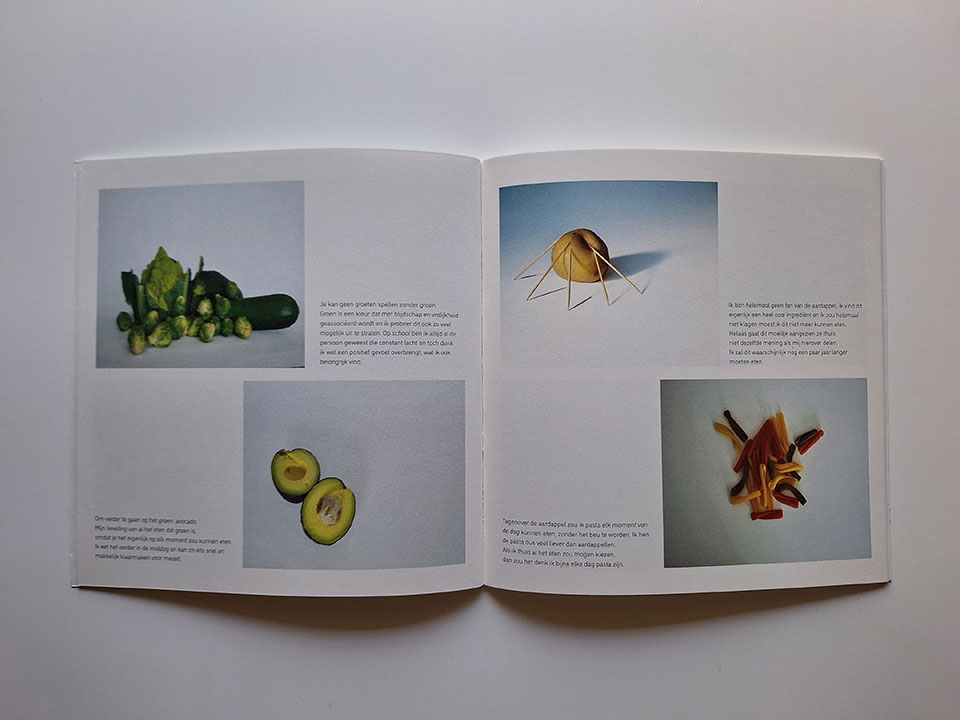 Je kan geen groeten spellen zonder groen.
Groen is een kleur dat met blijdschap en vrolijkheid
geassocieerd wordt en ik probeer dit ook zo veel
mogelijk uit te stralen. Op school ben ik altijd al de
persoon geweest die constant lacht en toch denk
ik wel een positief gevoel overbrengt, wat ik ook
belangrijk vind.
Om verder te gaan op het groen: avocado.
Mijn lieveling van al het eten dat groen is,
omdat je het eigenlijk op elk moment zou kunnen eten.
Ik eet het eerder in de middag en kan zo iets snel en
makkelijk klaarmaken voor mezelf.
Ik ben helemaal geen fan van de aardappel, ik vind dit
eigenlijk een heel saai ingrediënt en ik zou helemaal
niet klagen moest ik dit niet meer kunnen eten.
Helaas gaat dit moeilijk aangezien ze thuis
niet dezelfde mening als mij hierover delen.
Ik zal dit waarschijnlijk nog een paar jaar langer
moeten eten.
Tegenover de aardappel zou ik pasta elk moment van
de dag kunnen eten, zonder het beu te worden. Ik hen
de pasta dus veel liever dan aardappellen.
Als ik thuis al het eten zou mogen kiezen,
dan zou het denk ik bijna elke dag pasta zijn.